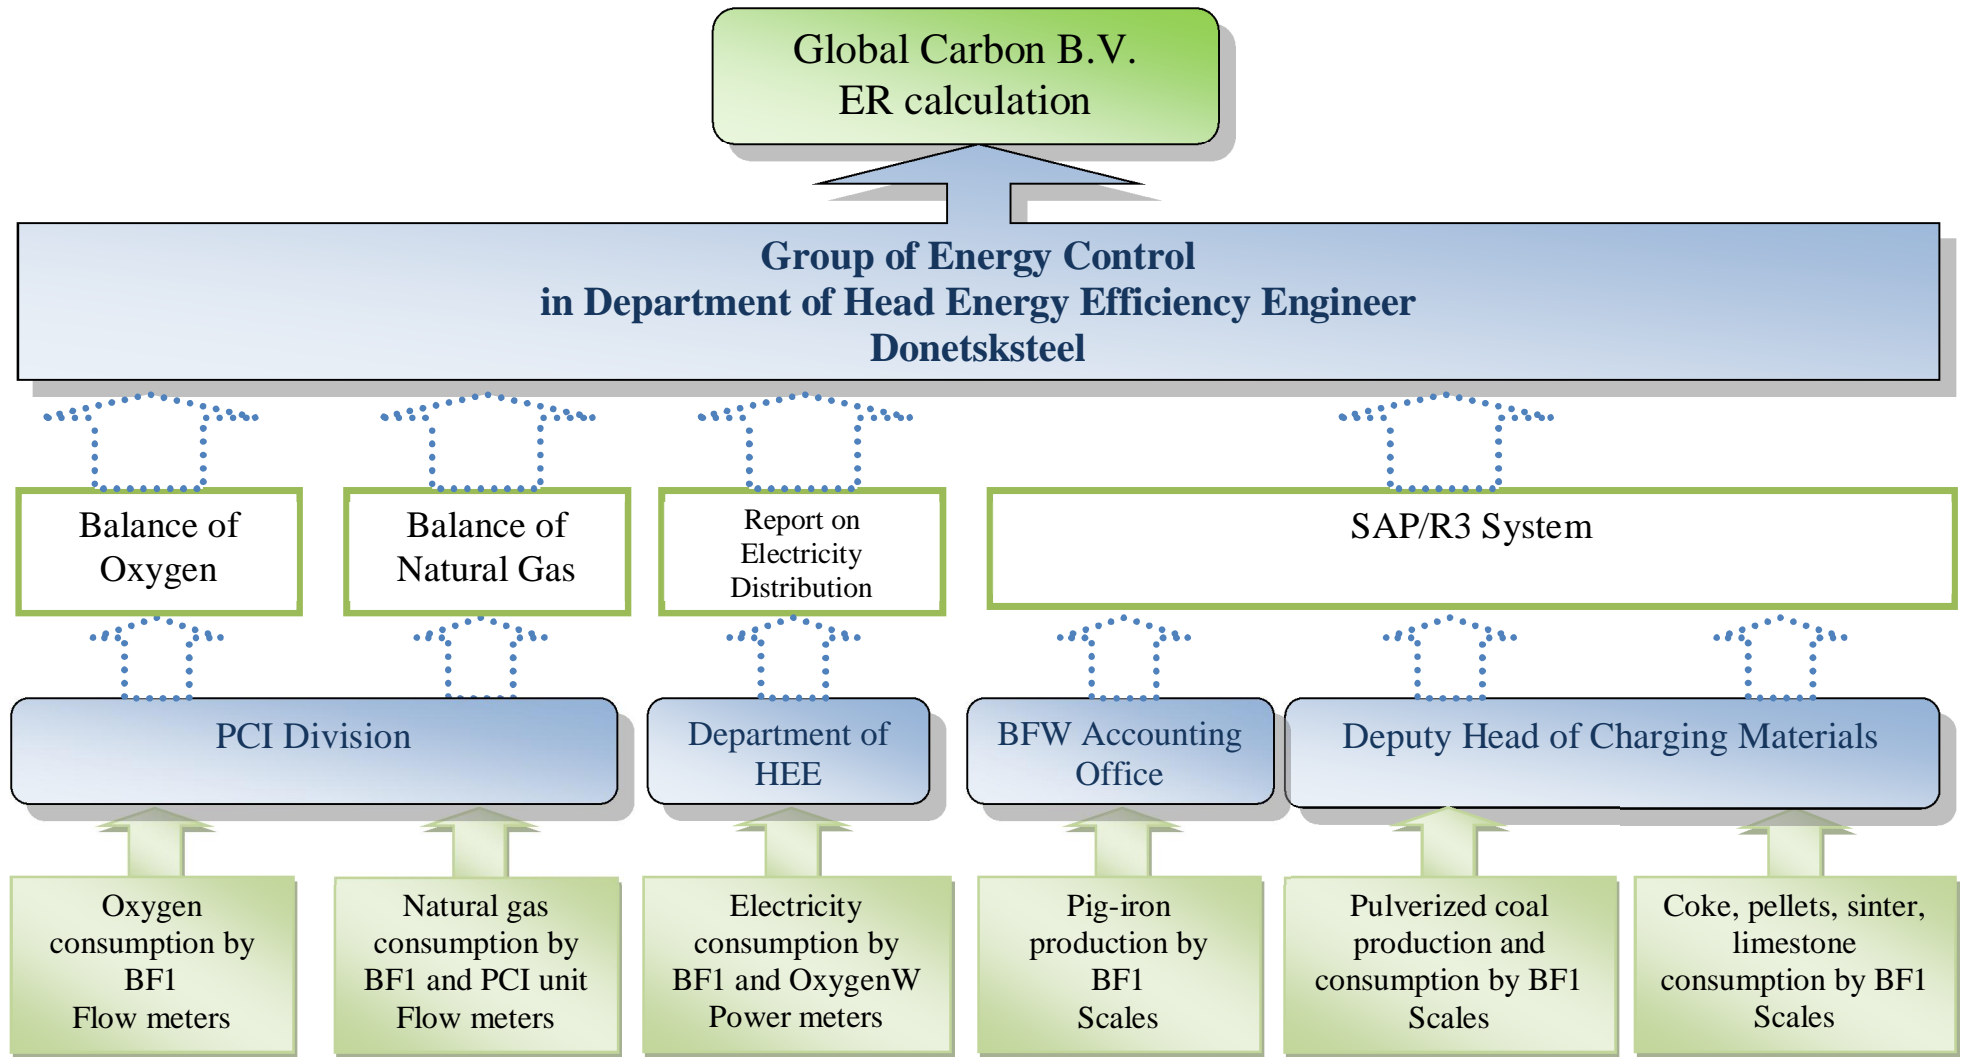 Global Carbon B.V.
ER calculation
Group of Energy Control
in Department of Head Energy Efficiency Engineer
Donetsksteel
Balance of
Oxygen
Balance of
Natural Gas
Report on
Electricity
Distribution
SAP/R3 System
PCI Division
Department of
HEE
BFW Accounting
Office
Deputy Head of Charging Materials
Oxygen
consumption by
BF1
Flow meters
Natural gas
consumption by
BF1 and PCI unit
Flow meters
Electricity
consumption by
BF1 and OxygenW
Power meters
Pig-iron
production by
BF1
Scales
Pulverized coal
production and
consumption by BF1
Scales
Coke, pellets, sinter,
limestone
consumption by BF1
Scales